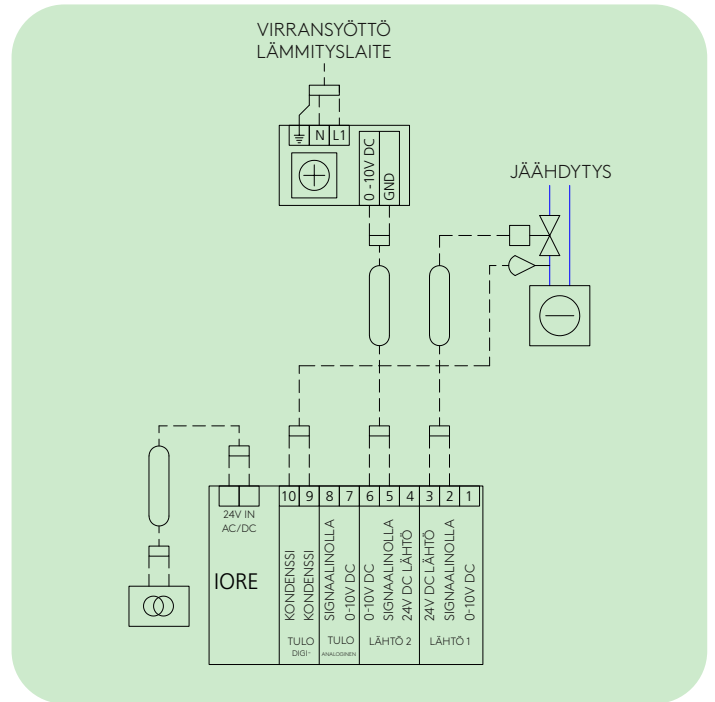 VIRRANSYÖTTÖ
LÄMMITYSLAITE
N L1
0 -10V DC
GND
JÄÄHDYTYS
10 9 8 7 6 5 4 3 2 1
24V IN
AC/DC
IORE
KONDENSSI
KONDENSSI
SIGNAALINOLLA
0-10V DC
0-10V DC
SIGNAALINOLLA
24V DC LÄHTÖ
24V DC LÄHTÖ
SIGNAALINOLLA
0-10V DC
TULO
DIGI-
TULO
ANALOGINEN
LÄHTÖ 2
LÄHTÖ 1